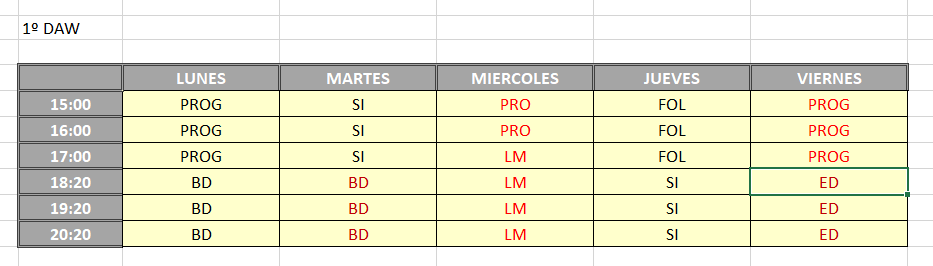 1º DAW
LUNES MARTES MIERCOLES JUEVES VIERNES
15:00 PROG SI PRO FOL PROG
16:00 PROG SI PRO FOL PROG
17:00 PROG SI LM FOL PROG
18:20 BD BD LM SI ED
19:20 BD BD LM SI ED
20:20 BD BD LM SI ED